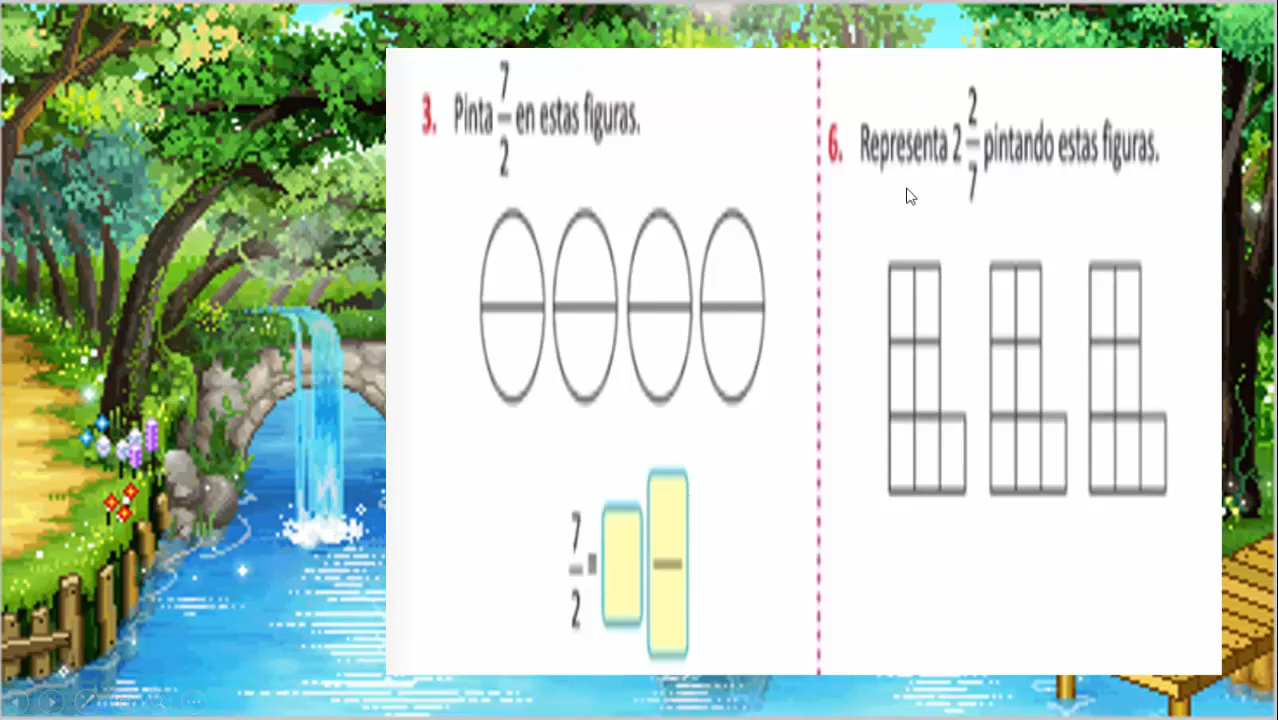 3. Pinta 7/2 en estas figuras.
7/2 =
6. Representa 2 2/7 pintando estas figuras.